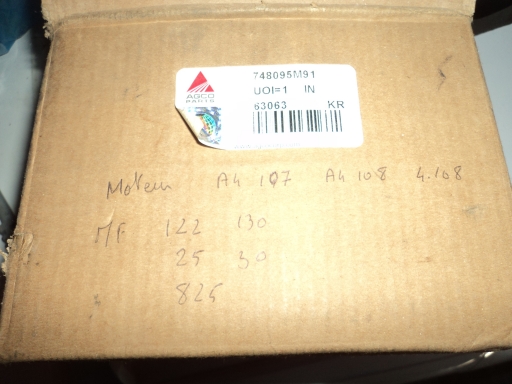 748095M91
UOI=1 IN
63063 KR
AGCO
PARTS
Moteur A4 107 A4 108 4.108
M/F 122 130
25 30
825